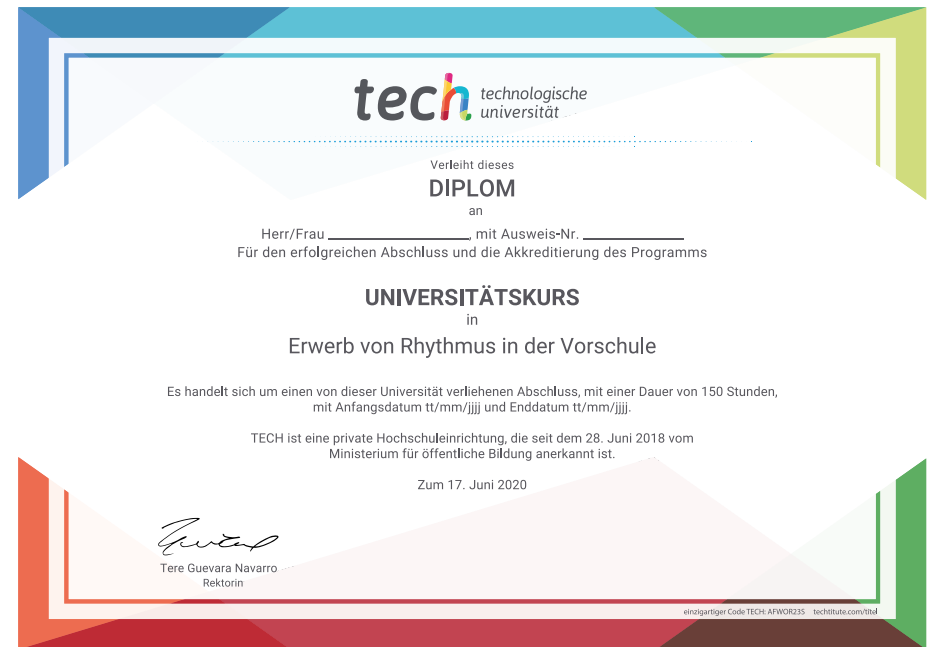 tech technologische
universität
Verleiht dieses
DIPLOM
an
Herr/Frau ____________________, mit Ausweis-Nr. ______________
Für den erfolgreichen Abschluss und die Akkreditierung des Programms
UNIVERSITÄTSKURS
in
Erwerb von Rhythmus in der Vorschule
Es handelt sich um einen von dieser Universität verliehenen Abschluss, mit einer Dauer von 150 Stunden,
mit Anfangsdatum tt/mm/jjjj und Enddatum tt/mm/jjjj.
TECH ist eine private Hochschuleinrichtung, die seit dem 28. Juni 2018 vom
Ministerium für öffentliche Bildung anerkannt ist.
Zum 17. Juni 2020
Tere Guevara Navarro
Rektorin
einzigartiger Code TECH: AFWOR235 techtitute.com/titel